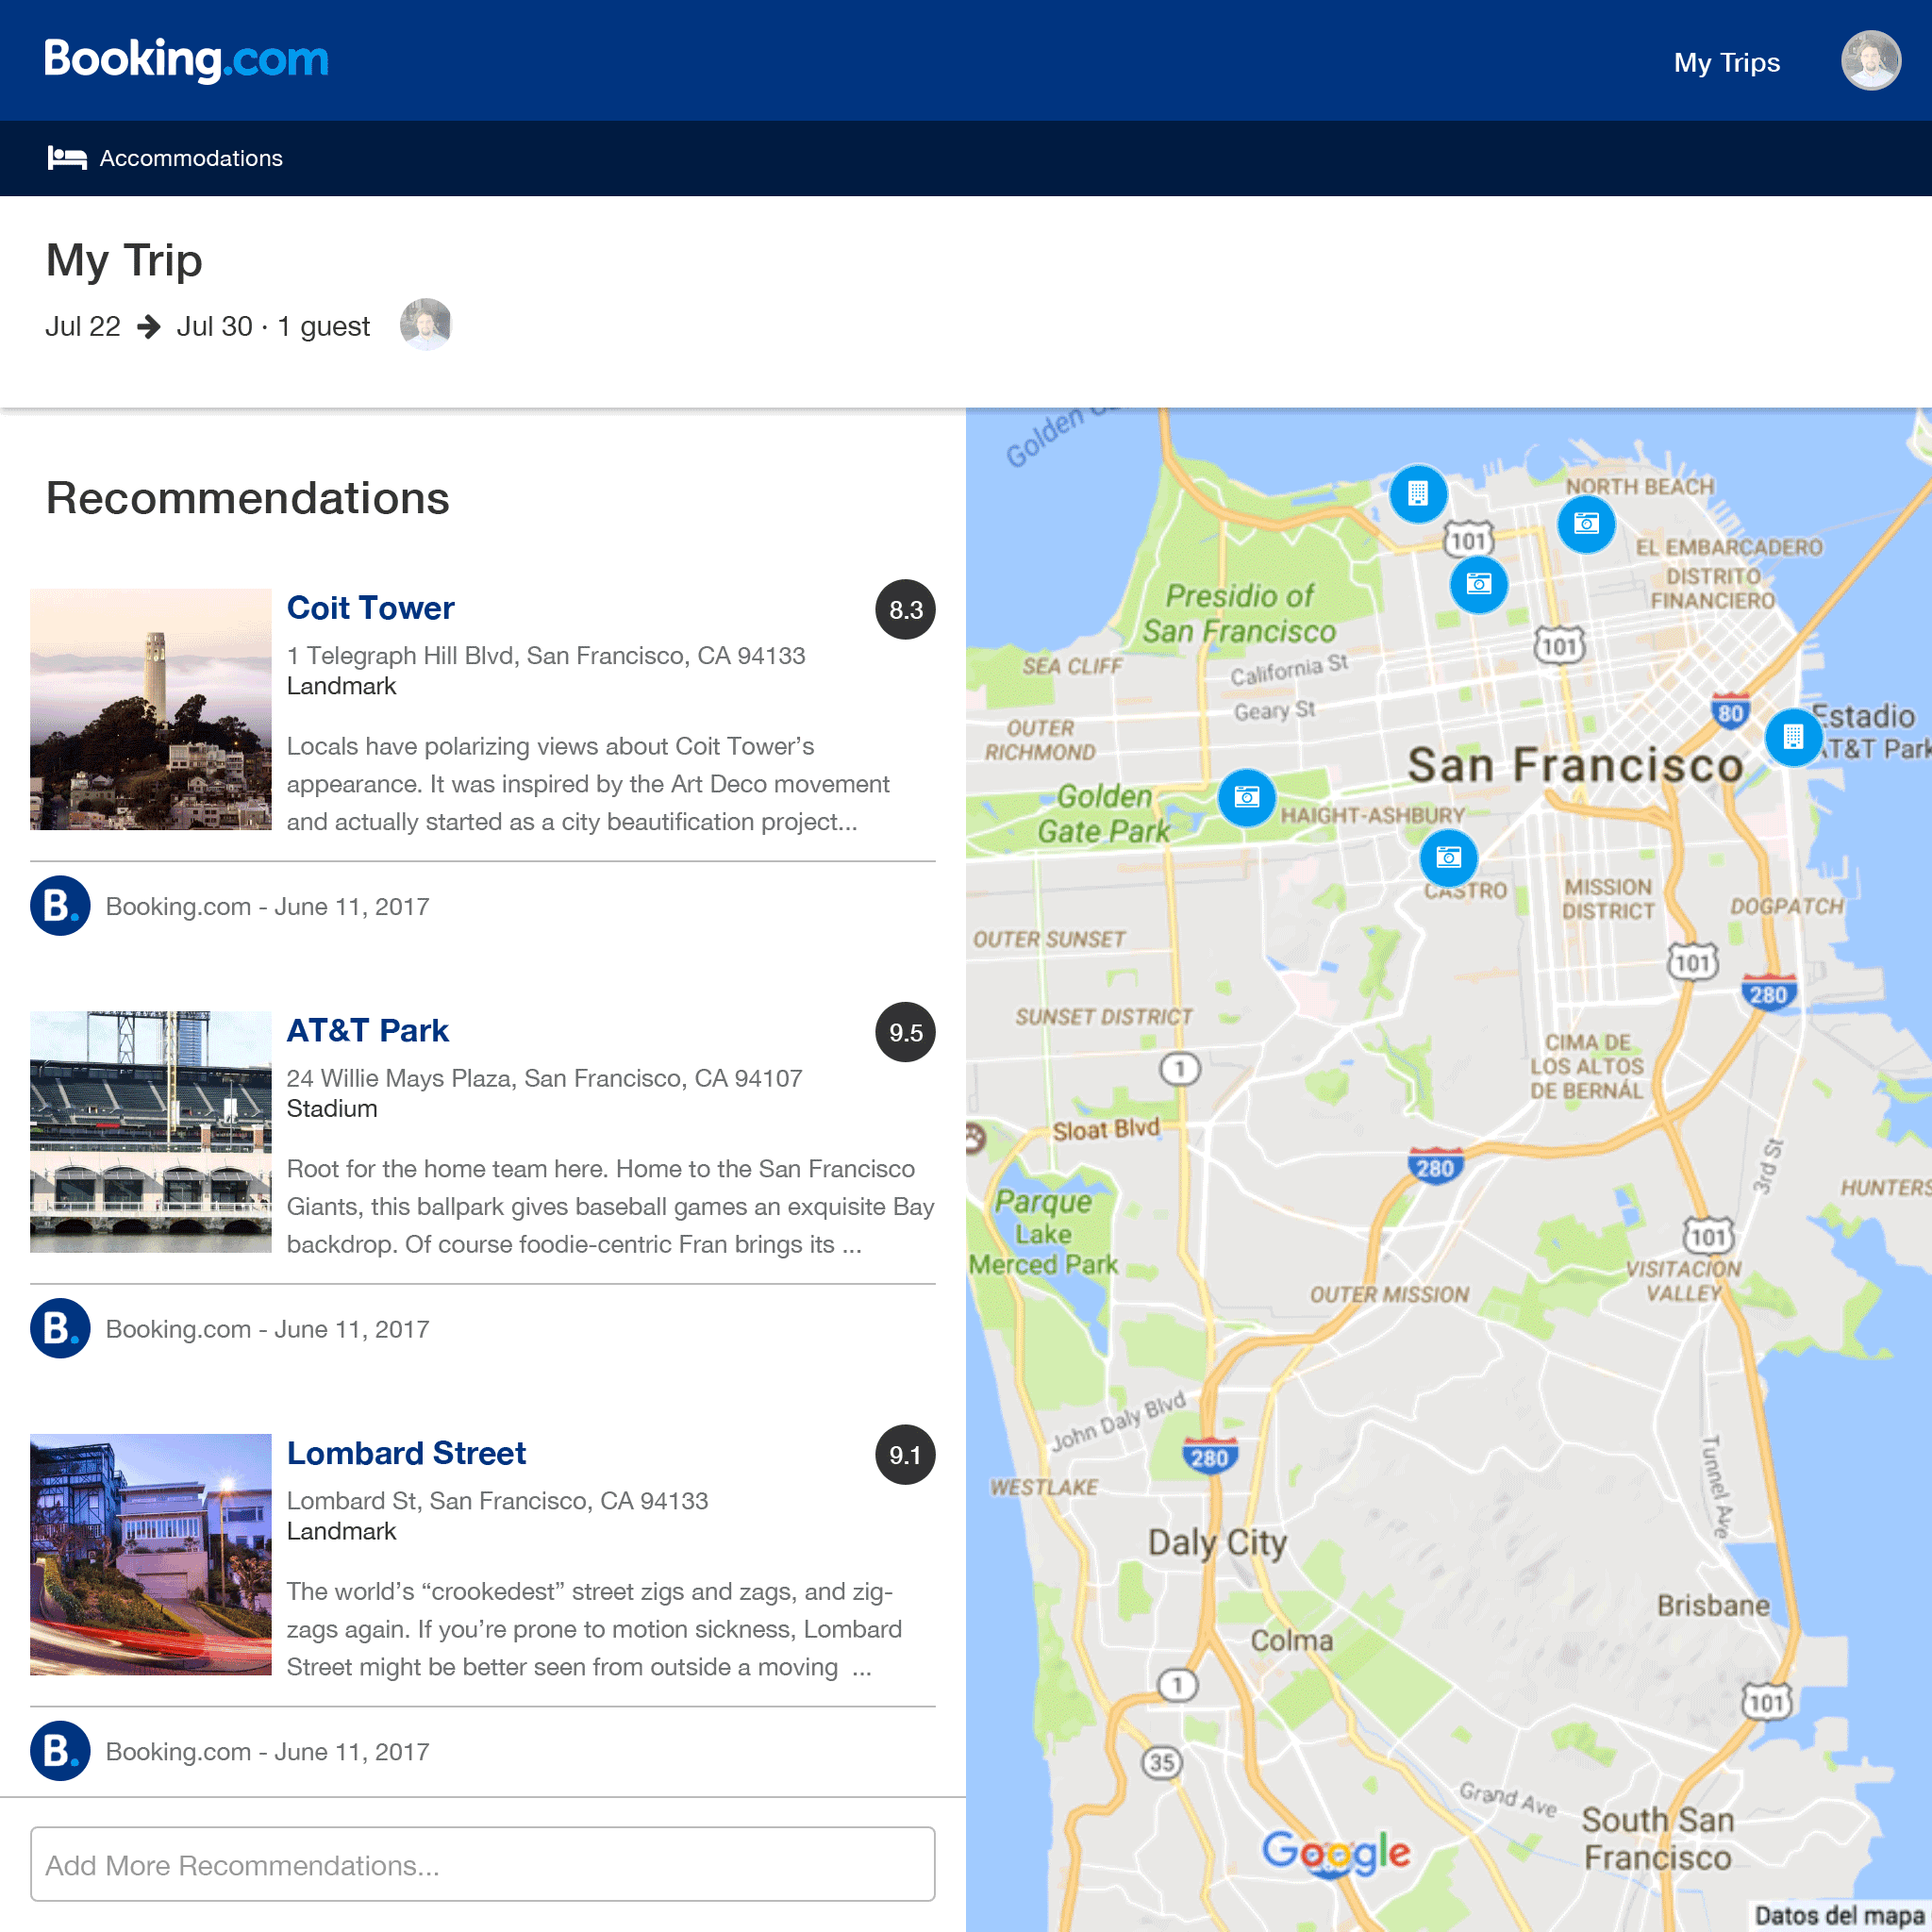 Booking.com
My Trips
Accommodations
My Trip
Jul 22 → Jul 30 · 1 guest
Recommendations
Coit Tower
8.3
1 Telegraph Hill Blvd, San Francisco, CA 94133
Landmark
Locals have polarizing views about Coit Tower’s
appearance. It was inspired by the Art Deco movement
and actually started as a city beautification project...
B.
Booking.com - June 11, 2017
AT&T Park
9.5
24 Willie Mays Plaza, San Francisco, CA 94107
Stadium
Root for the home team here. Home to the San Francisco
Giants, this ballpark gives baseball games an exquisite Bay
backdrop. Of course foodie-centric Fran brings its ...
B.
Booking.com - June 11, 2017
Lombard Street
9.1
Lombard St, San Francisco, CA 94133
Landmark
The world’s “crookedest” street zigs and zags, and zig-
zags again. If you’re prone to motion sickness, Lombard
Street might be better seen from outside a moving ...
B.
Booking.com - June 11, 2017
Add More Recommendations...
Golden
NORTH BEACH
101
EL EMBARCADERO
DISTRITO
FINANCIERO
Presidio of
San Francisco
101
SEA CLIFF
California St
Geary St
80
Estadio
AT&T Park
OUTER
RICHMOND
San Francisco
Golden
Gate Park
HAIGHT-ASHBURY
CASTRO
MISSION
DISTRICT
DOGPATCH
OUTER SUNSET
101
280
SUNSET DISTRICT
CIMA DE
LOS ALTOS
DE BERNÁL
1
Sloat Blvd
280
3rd St
Parque
Lake
Merced Park
HUNTERS
101
VISITACION
VALLEY
OUTER MISSION
John Daly Blvd
280
WESTLAKE
Tunnel Ave
Daly City
Brisbane
Colma
1
101
35
Grand Ave
South San
Francisco
Google
Datos del mapa